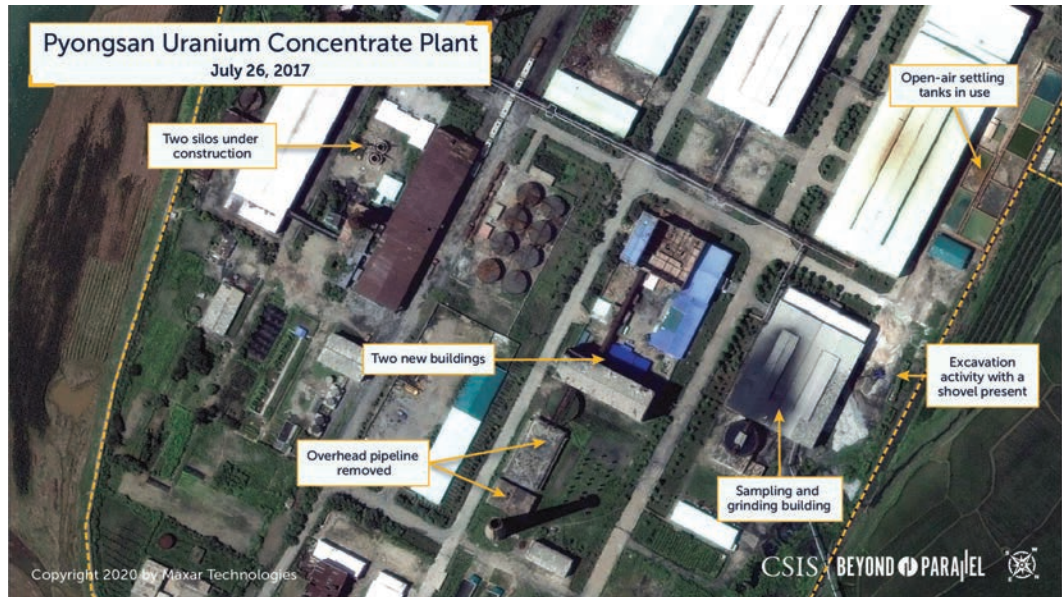 Pyongsan Uranium Concentrate Plant
July 26, 2017
Open-air settling
tanks in use
Two silos under
construction
Two new buildings
Excavation
activity with a
shovel present
Overhead pipeline
removed
Sampling and
grinding building
Copyright 2020 by Maxar Technologies
CSIS | BEYOND PARALLEL